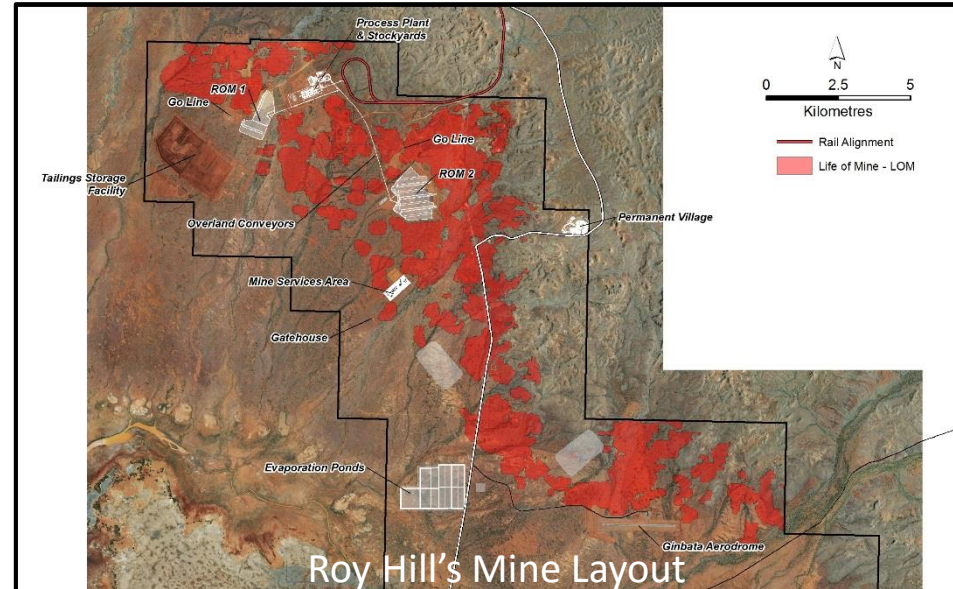 Process Plant
& Stockyards
ROM 1
Go Line
N
0 2.5 5
Kilometres
Rail Alignment
Life of Mine - LOM
Go Line
ROM 2
Tailings Storage
Facility
Overland Conveyors
Permanent Village
Mine Services Area
Gatehouse
Evaporation Ponds
Ginbata Aerodrome
Roy Hill's Mine Layout